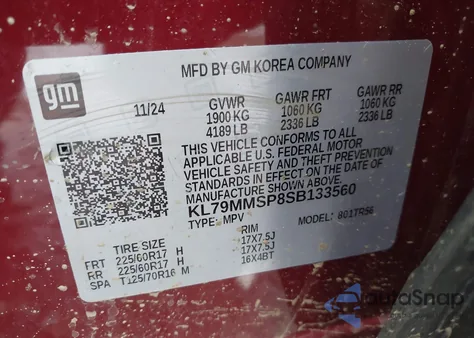 MFD BY GM KOREA COMPANY
gm
11/24 GVWR GAWR FRT GAWR RR
1900 KG 1060 KG 1060 KG
4189 LB 2336 LB 2336 LB
THIS VEHICLE CONFORMS TO ALL
APPLICABLE U.S. FEDERAL MOTOR
VEHICLE SAFETY AND THEFT PREVENTION
STANDARDS IN EFFECT ON THE DATE OF
MANUFACTURE SHOWN ABOVE.
KL79MMSP8SB133560
TYPE: MPV MODEL: 801TR56
TIRE SIZE RIM
FRT 225/60R17 H 17X7.5J
RR 225/60R17 H 17X7.5J
SPA T125/70R16 M 16X4BT
autoSnap